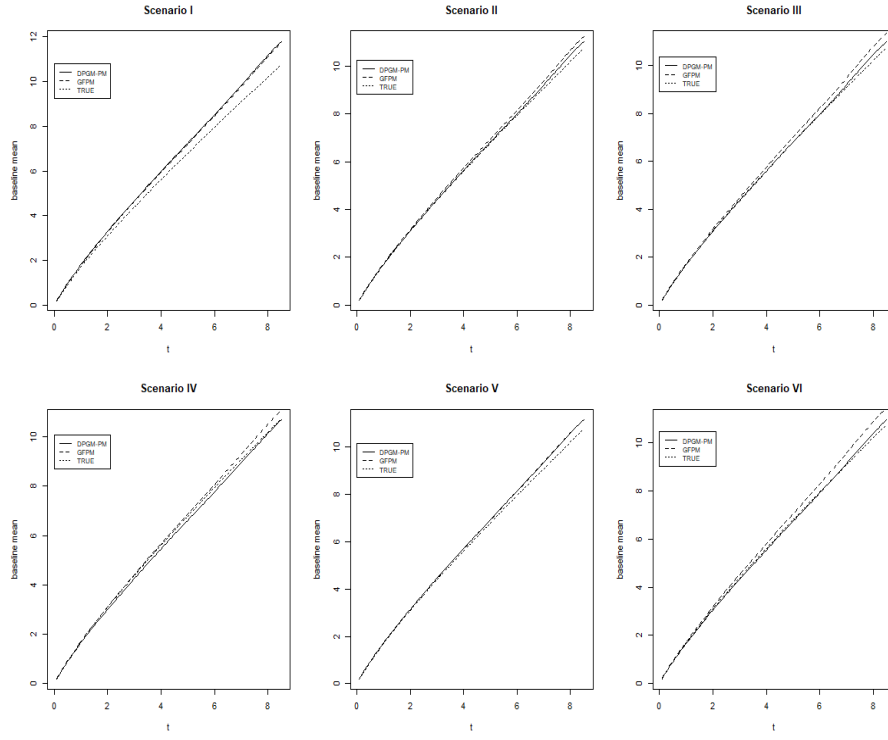 Scenario I
12
10
8
6
4
2
0
baseline mean
DPGM-PM
GFPM
TRUE
0 2 4 6 8
t
Scenario II
10
8
6
4
2
0
baseline mean
DPGM-PM
GFPM
TRUE
0 2 4 6 8
t
Scenario III
10
8
6
4
2
0
baseline mean
DPGM-PM
GFPM
TRUE
0 2 4 6 8
t
Scenario IV
10
8
6
4
2
0
baseline mean
DPGM-PM
GFPM
TRUE
0 2 4 6 8
t
Scenario V
10
8
6
4
2
0
baseline mean
DPGM-PM
GFPM
TRUE
0 2 4 6 8
t
Scenario VI
10
8
6
4
2
0
baseline mean
DPGM-PM
GFPM
TRUE
0 2 4 6 8
t